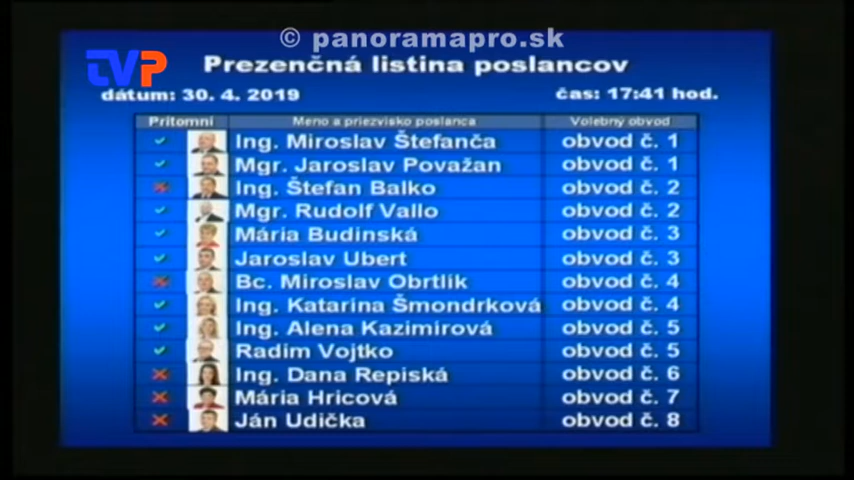 © panoramapro.sk
TVP
Prezenčná listina poslancov
dátum: 30. 4. 2019 čas: 17:41 hod.
Prítomní Meno a priezvisko poslanca Volebny obvod
Ing. Miroslav Štefanča obvod č. 1
Mgr. Jaroslav Považan obvod č. 1
Ing. Štefan Balko obvod č. 2
Mgr. Rudolf Vallo obvod č. 2
Mária Budinská obvod č. 3
Jaroslav Ubert obvod č. 3
Bc. Miroslav Obrtlík obvod č. 4
Ing. Katarína Šmondrková obvod č. 4
Ing. Alena Kazimírová obvod č. 5
Radim Vojtko obvod č. 5
Ing. Dana Repiská obvod č. 6
Mária Hricová obvod č. 7
Ján Udička obvod č. 8